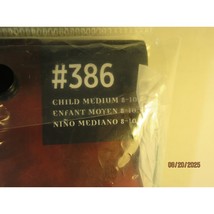 #386
CHILD MEDIUM 8-10
ENFANT MOYEN 8-10
NIÑO MEDIANO 8-10
08/20/2025